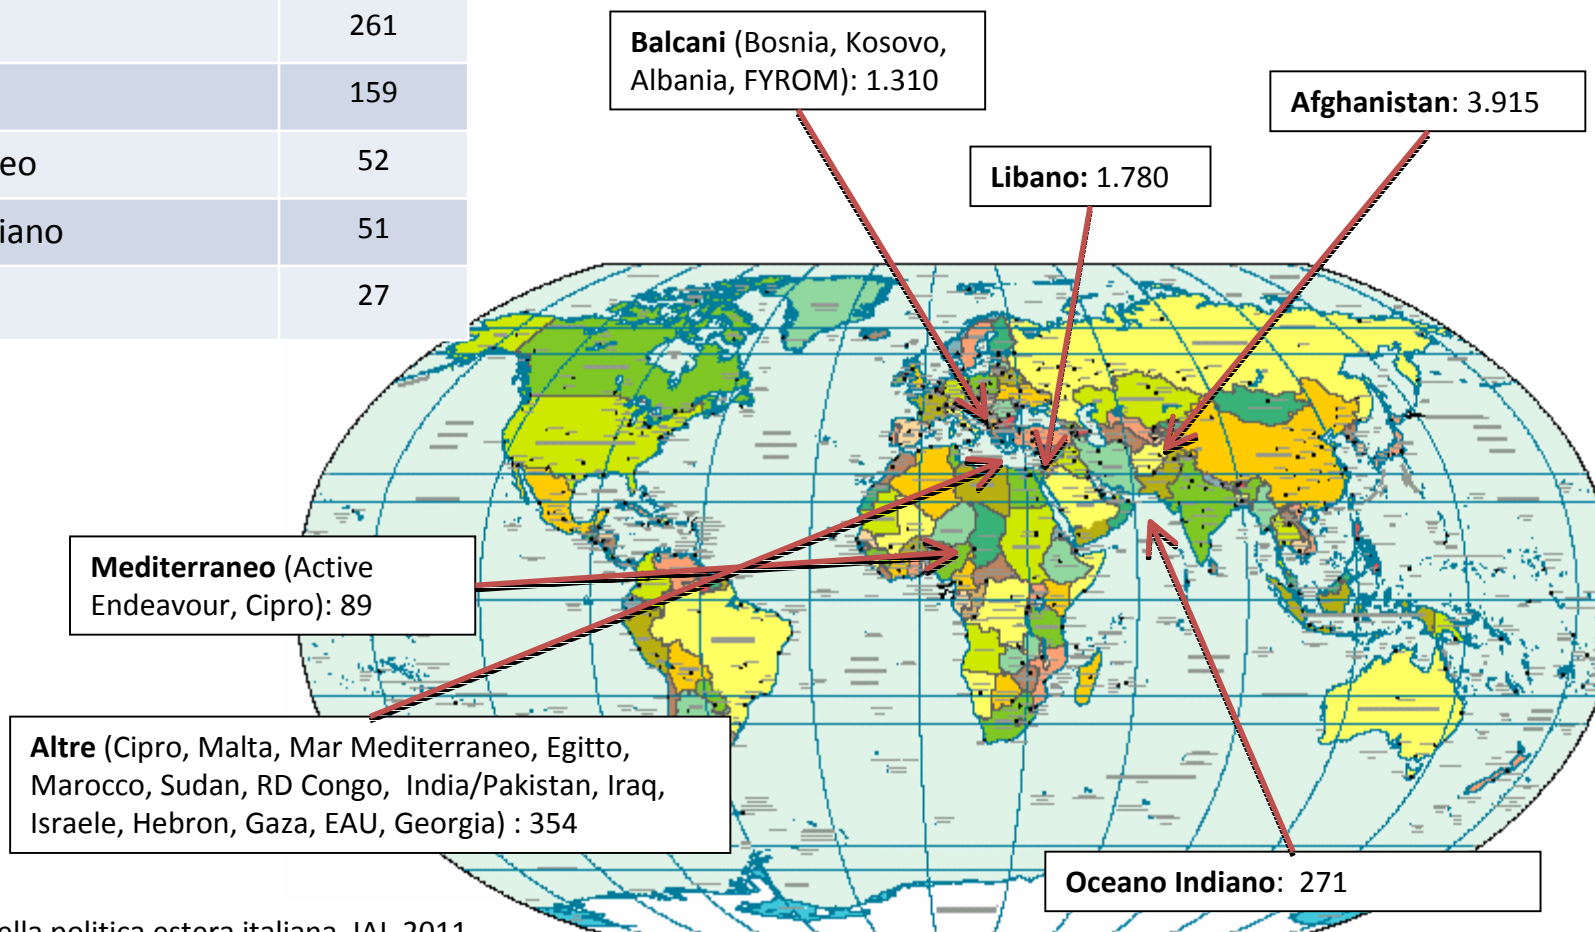 261
159
eo 52
iano 51
27
Balcani (Bosnia, Kosovo,
Albania, FYROM): 1.310
Afghanistan: 3.915
Libano: 1.780
Mediterraneo (Active
Endeavour, Cipro): 89
Altre (Cipro, Malta, Mar Mediterraneo, Egitto,
Marocco, Sudan, RD Congo, India/Pakistan, Iraq,
Israele, Hebron, Gaza, EAU, Georgia) : 354
Oceano Indiano: 271
ella politica estera italiana, IAI, 2011